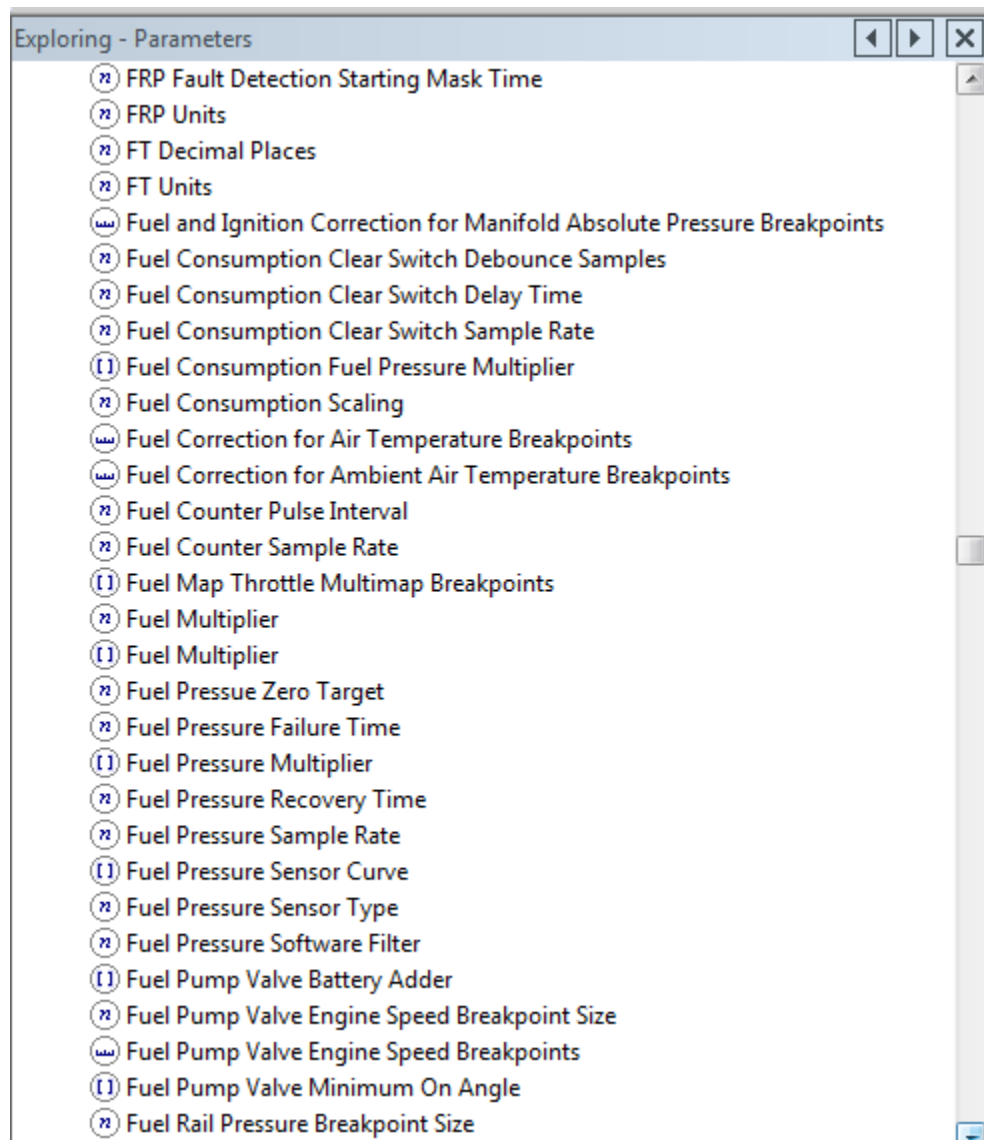 Exploring - Parameters
FRP Fault Detection Starting Mask Time
FRP Units
FT Decimal Places
FT Units
Fuel and Ignition Correction for Manifold Absolute Pressure Breakpoints
Fuel Consumption Clear Switch Debounce Samples
Fuel Consumption Clear Switch Delay Time
Fuel Consumption Clear Switch Sample Rate
Fuel Consumption Fuel Pressure Multiplier
Fuel Consumption Scaling
Fuel Correction for Air Temperature Breakpoints
Fuel Correction for Ambient Air Temperature Breakpoints
Fuel Counter Pulse Interval
Fuel Counter Sample Rate
Fuel Map Throttle Multimap Breakpoints
Fuel Multiplier
Fuel Multiplier
Fuel Pressue Zero Target
Fuel Pressure Failure Time
Fuel Pressure Multiplier
Fuel Pressure Recovery Time
Fuel Pressure Sample Rate
Fuel Pressure Sensor Curve
Fuel Pressure Sensor Type
Fuel Pressure Software Filter
Fuel Pump Valve Battery Adder
Fuel Pump Valve Engine Speed Breakpoint Size
Fuel Pump Valve Engine Speed Breakpoints
Fuel Pump Valve Minimum On Angle
Fuel Rail Pressure Breakpoint Size